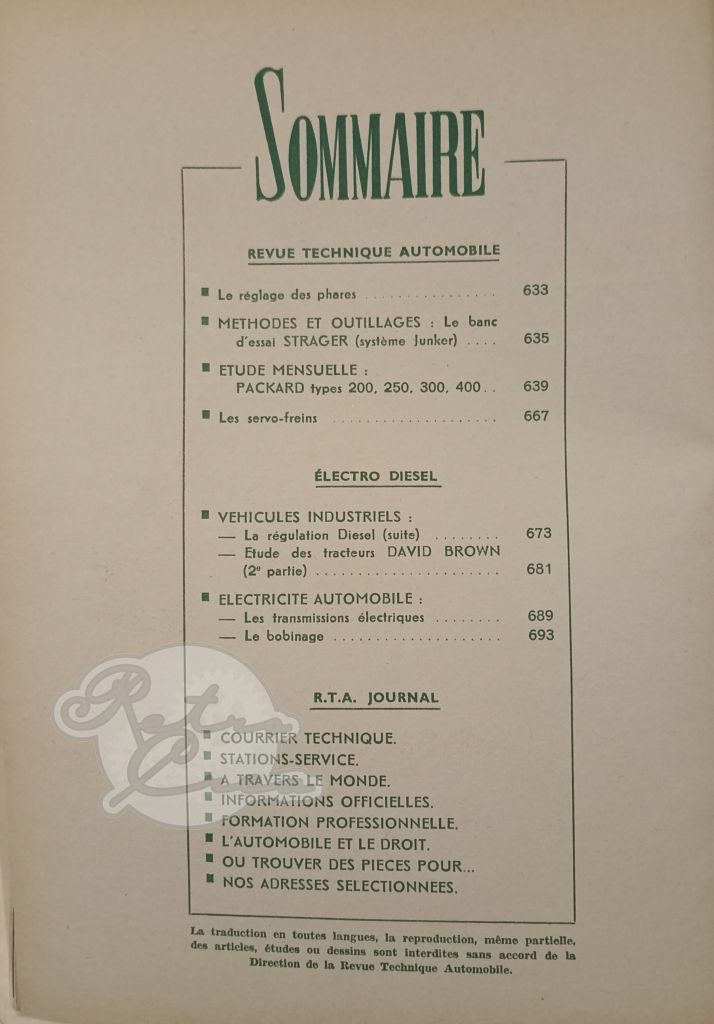 SOMMAIRE
REVUE TECHNIQUE AUTOMOBILE
■ Le réglage des phares ................ 633
■ METHODES ET OUTILLAGES : Le banc
d'essai STRAGER (système Junker) .... 635
■ ETUDE MENSUELLE :
PACKARD types 200, 250, 300, 400.. 639
■ Les servo-freins .................... 667
ÉLECTRO DIESEL
■ VEHICULES INDUSTRIELS :
— La régulation Diesel (suite) ........ 673
— Etude des tracteurs DAVID BROWN
(2e partie) ...................... 681
■ ELECTRICITE AUTOMOBILE :
— Les transmissions électriques ........ 689
— Le bobinage .................... 693
R.T.A. JOURNAL
■ COURRIER TECHNIQUE.
■ STATIONS-SERVICE.
■ A TRAVERS LE MONDE.
■ INFORMATIONS OFFICIELLES.
■ FORMATION PROFESSIONNELLE.
■ L'AUTOMOBILE ET LE DROIT.
■ OU TROUVER DES PIECES POUR...
■ NOS ADRESSES SELECTIONNEES.
Retro
La traduction en toutes langues, la reproduction, même partielle,
des articles, études ou dessins sont interdites sans accord de la
Direction de la Revue Technique Automobile.